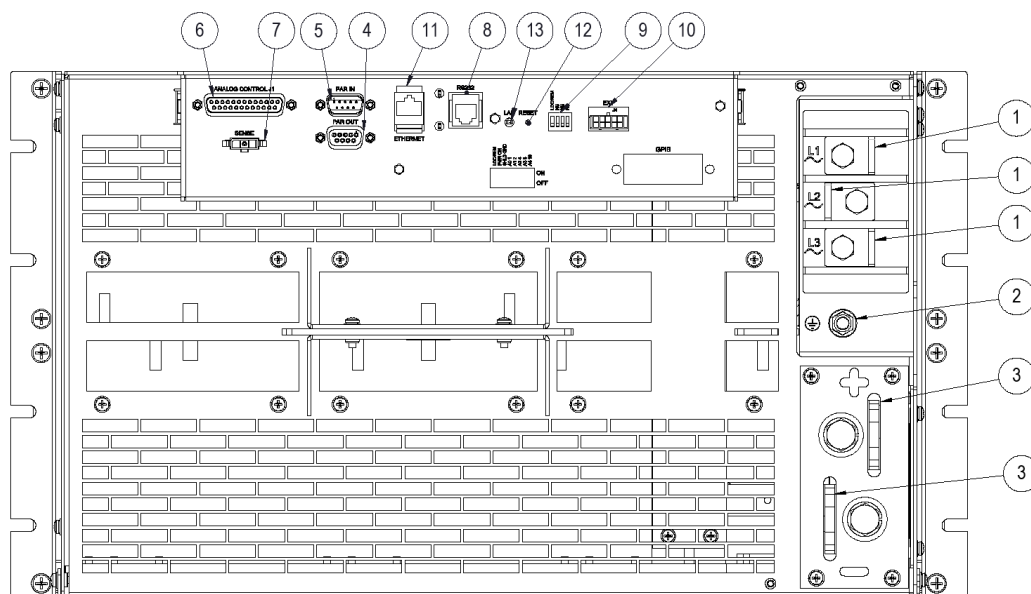 6 7 5 4 11 8 13 12 9 10
ANALOG CONTROL J1
PAR IN
RS232
LAN
RESET
EXT
SENSE
PAR OUT
ETHERNET
GPIB
ON
OFF
L1
1
L2
1
L3
1
2
3
3